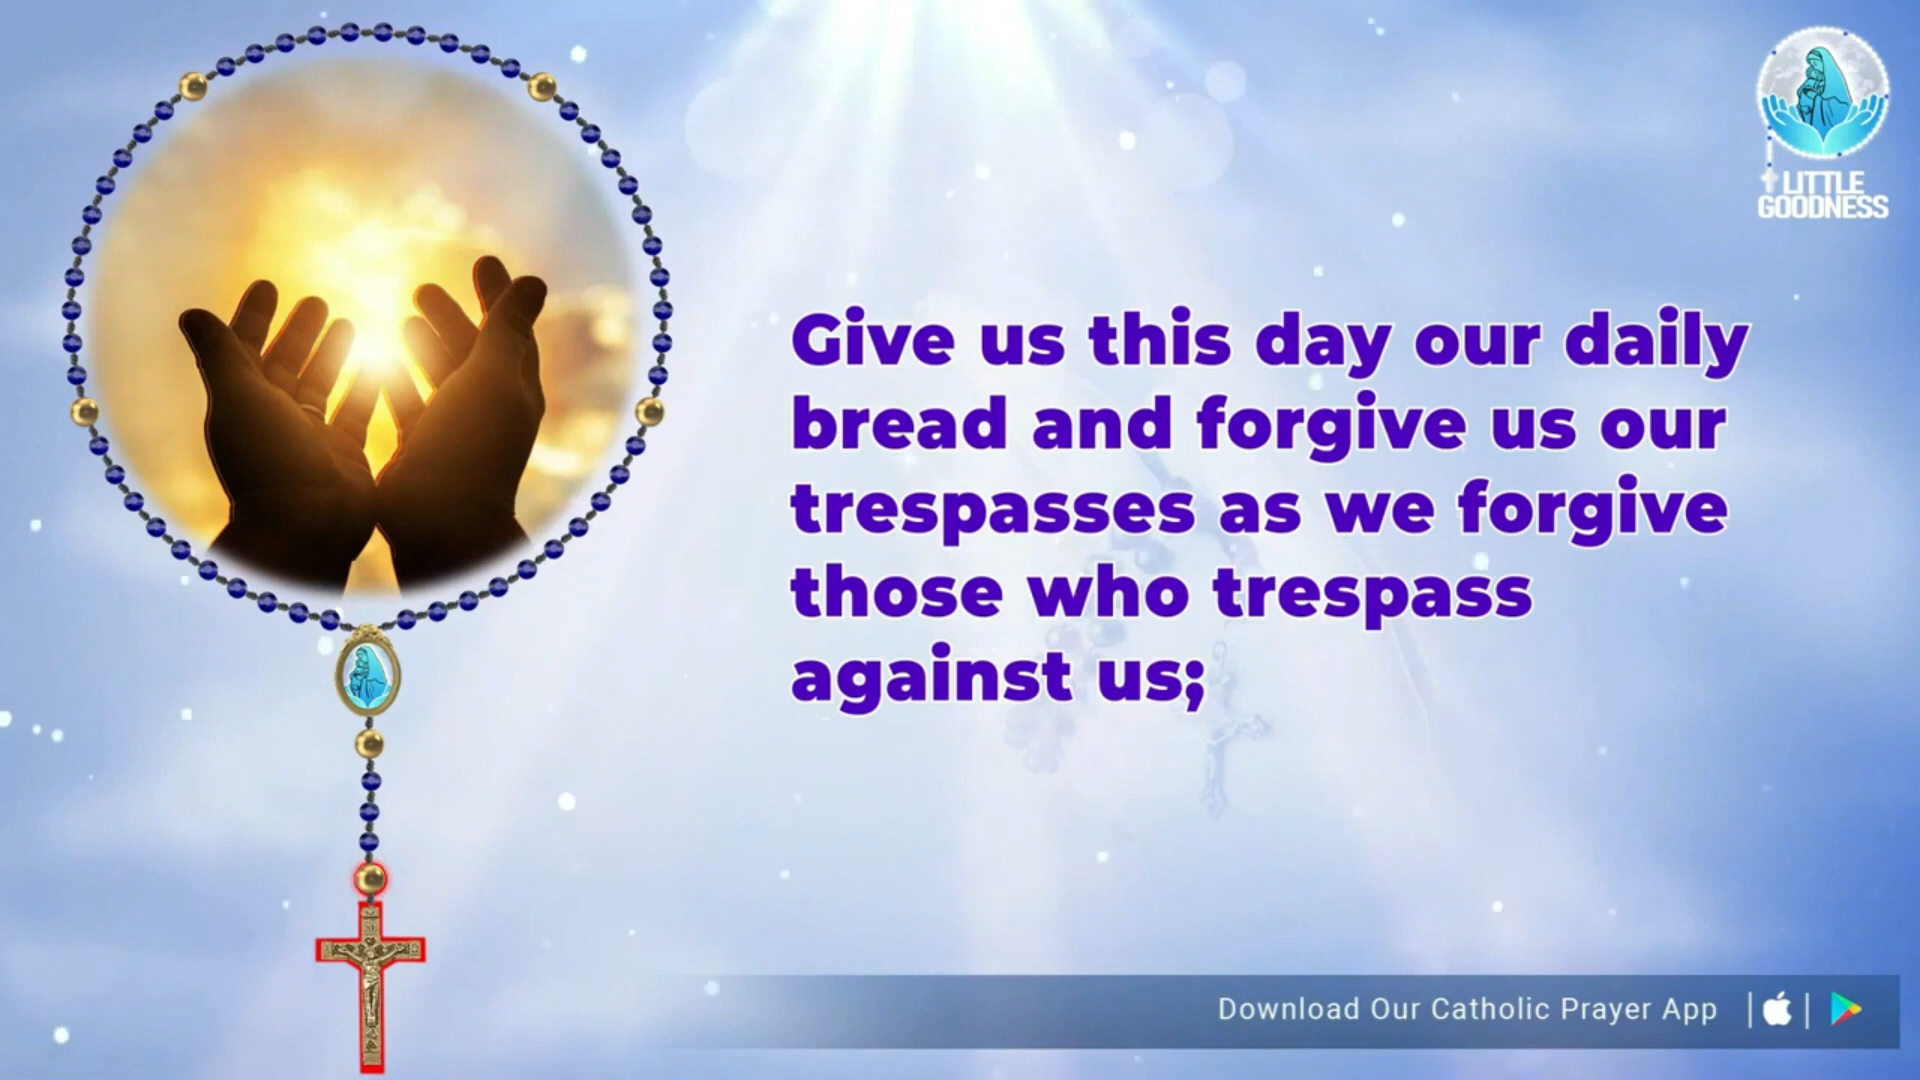 LITTLE
GOODNESS
Give us this day our daily
bread and forgive us our
trespasses as we forgive
those who trespass
against us;
Download Our Catholic Prayer App